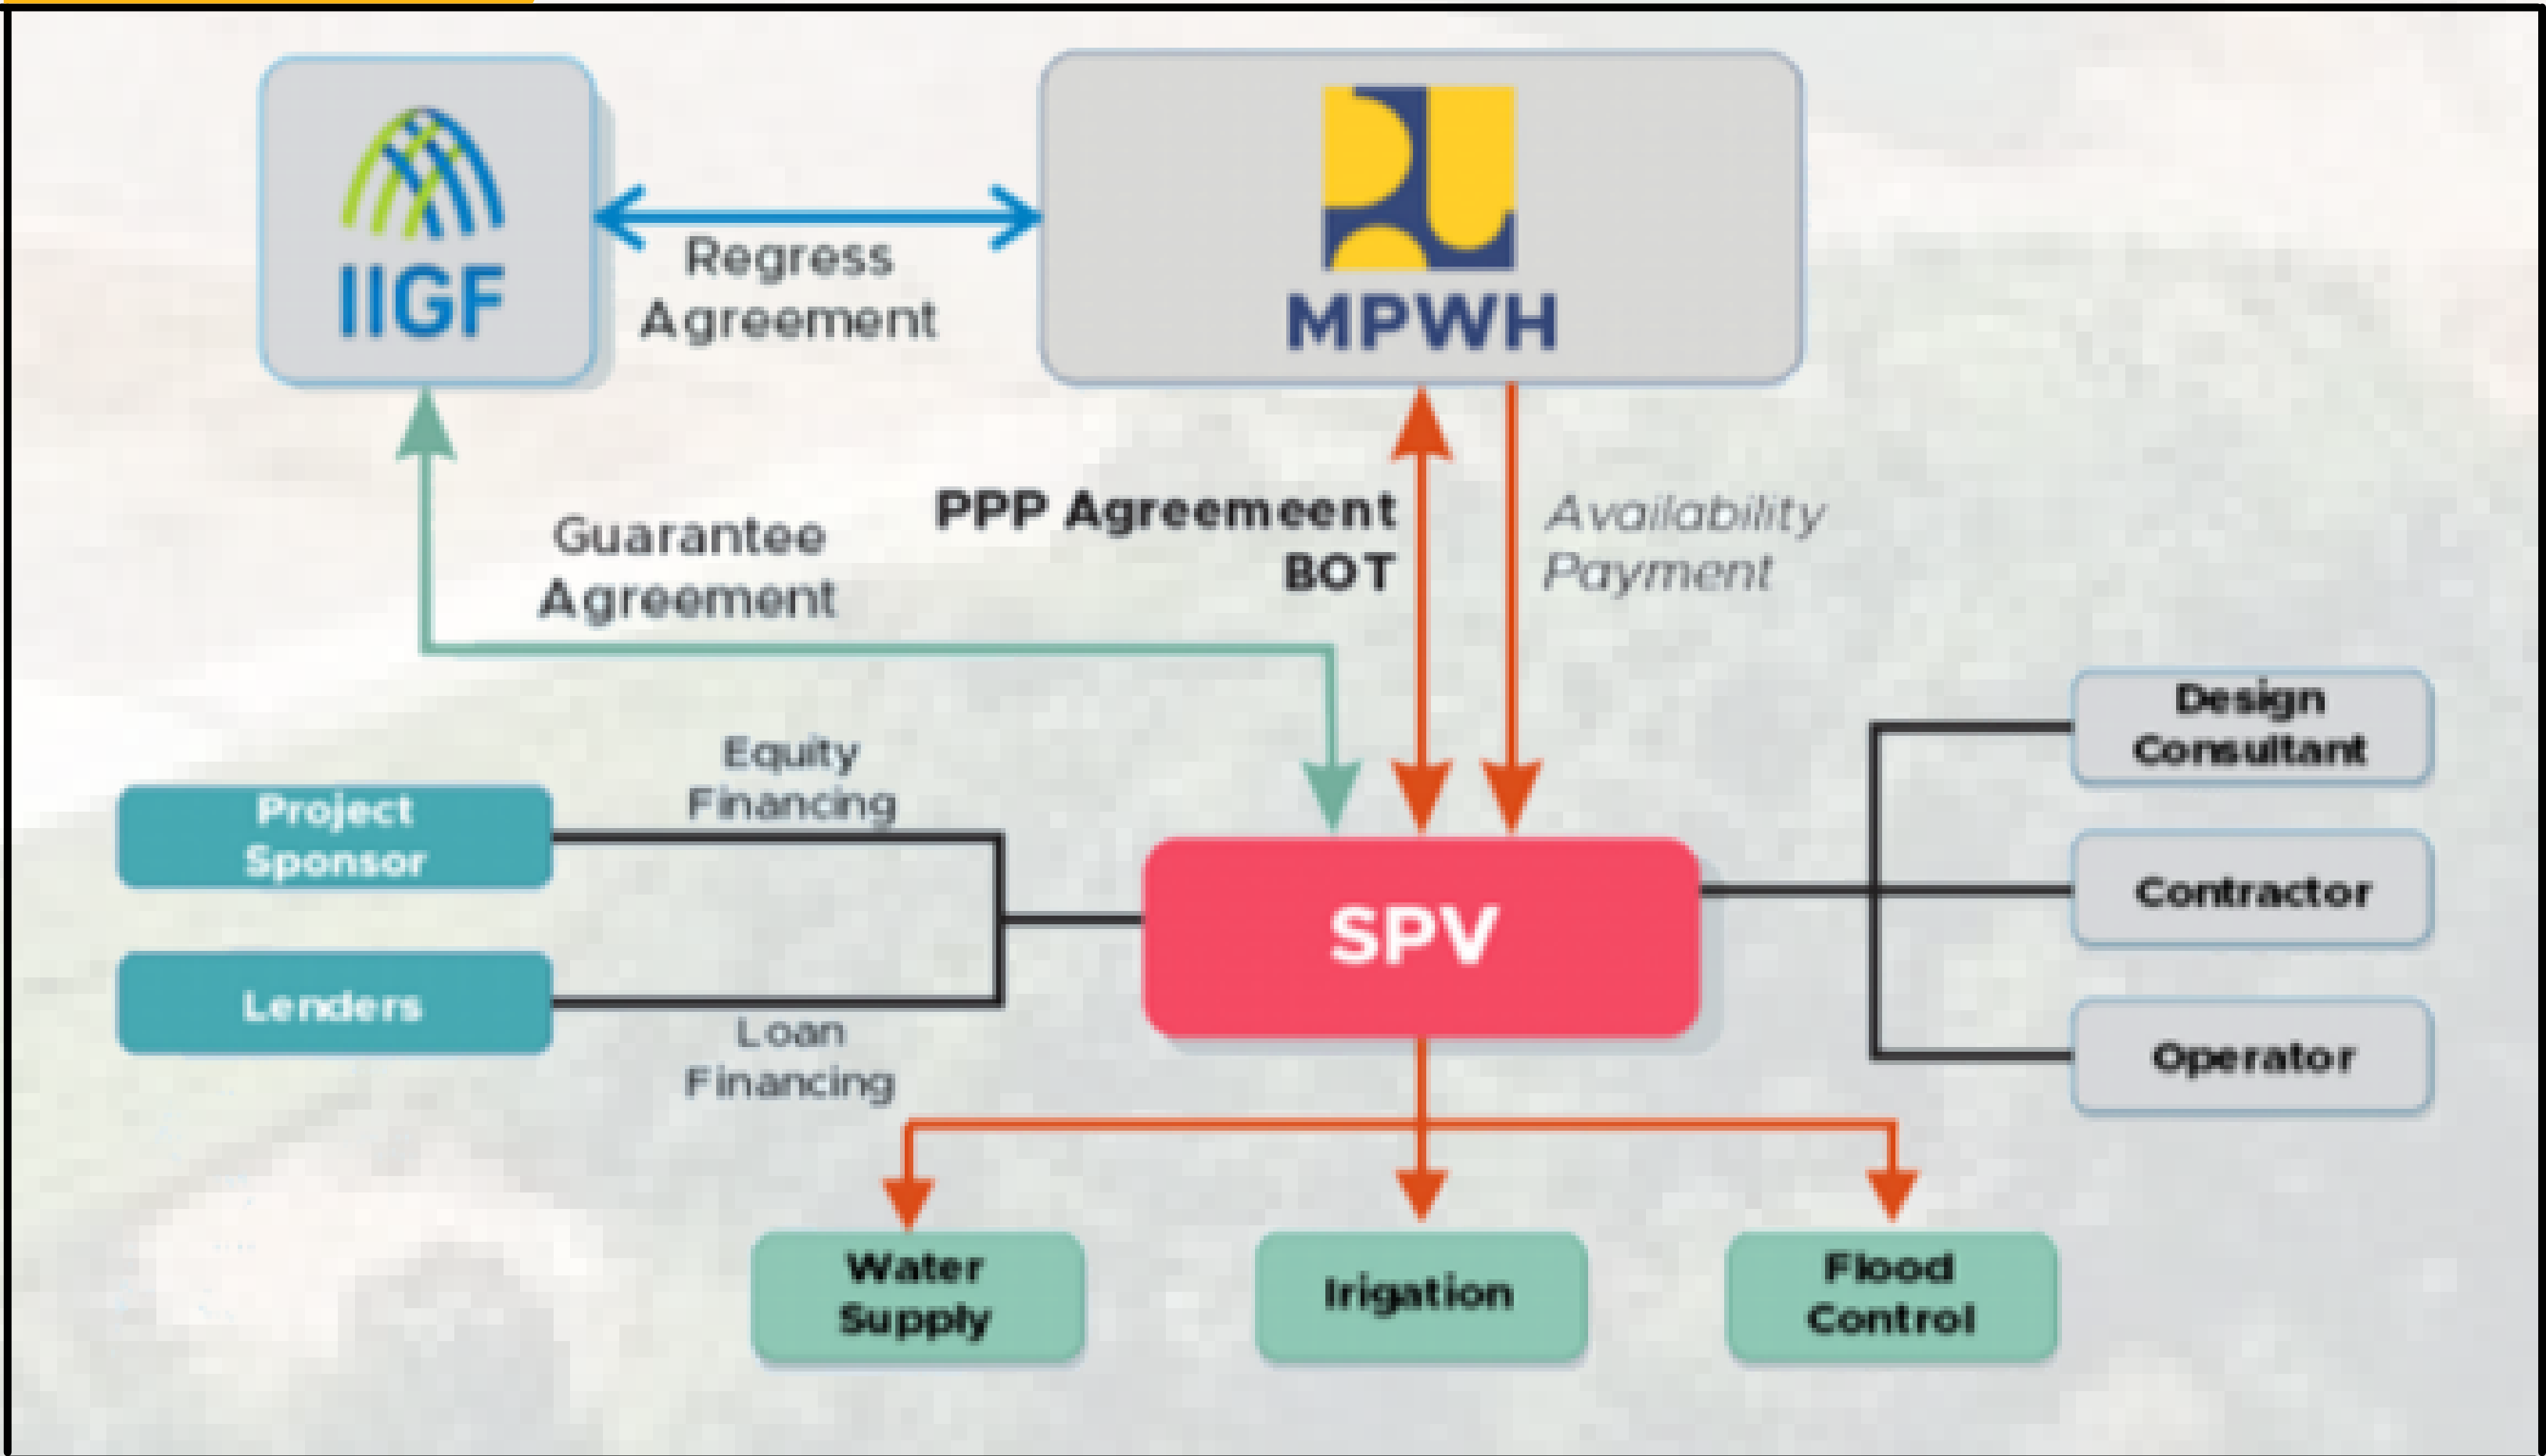 IIGF
Regress
Agreement
MPWH
Guarantee
Agreement
PPP Agreemeent
BOT
Availability
Payment
Equity
Financing
Project
Sponsor
Lenders
Loan
Financing
SPV
Design
Consultant
Contractor
Operator
Water
Supply
Irigation
Flood
Control